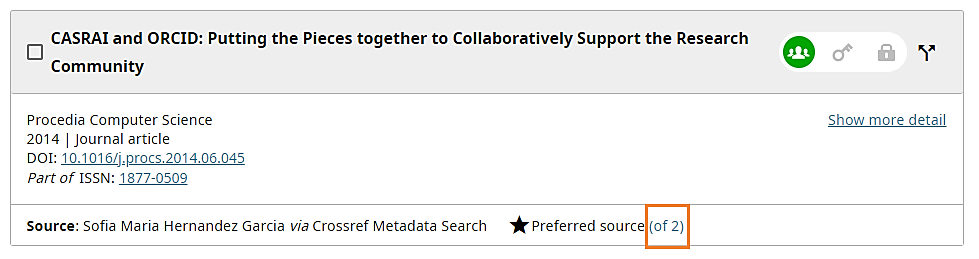 CASRAI and ORCID: Putting the Pieces together to Collaboratively Support the Research
Community
Procedia Computer Science
Show more detail
2014 | Journal article
DOI: 10.1016/j.procs.2014.06.045
Part of ISSN: 1877-0509
Source: Sofia Maria Hernandez Garcia via Crossref Metadata Search ★Preferred source (of 2)